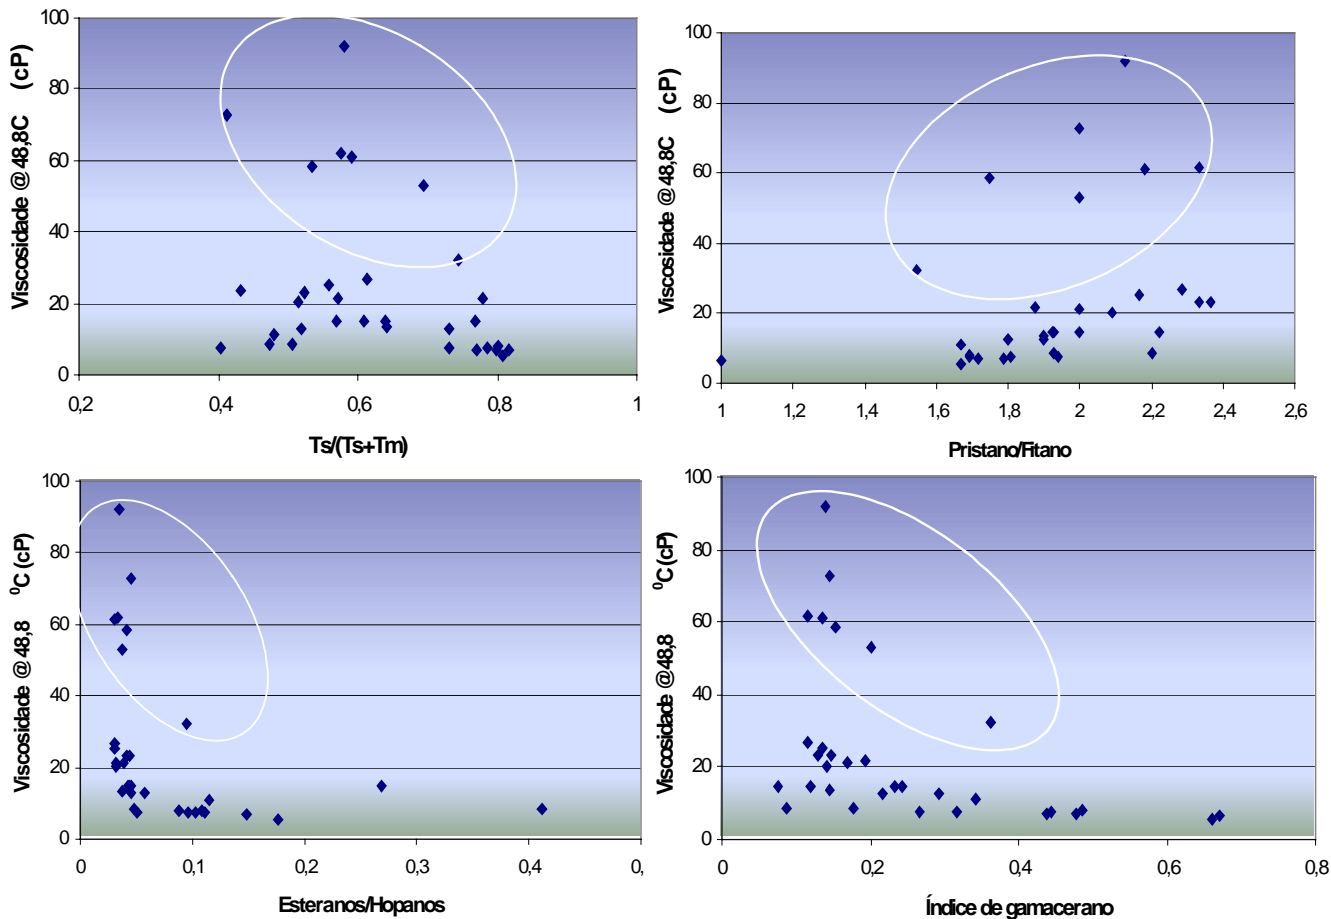 Viscosidade @48,8C (cP)
100
80
60
40
20
0
0,2 0,4 0,6 0,8 1
Ts/(Ts+Tm)
Viscosidade @48,8C (cP)
100
80
60
40
20
0
1 1,2 1,4 1,6 1,8 2 2,2 2,4 2,6
Pristano/Fitano
Viscosidade @48,8 ⁰C (cP)
100
80
60
40
20
0
0 0,1 0,2 0,3 0,4 0,
Esteranos/Hopanos
Viscosidade @48,8 ⁰C (cP)
100
80
60
40
20
0
0 0,2 0,4 0,6 0,8
Índice de gamacerano